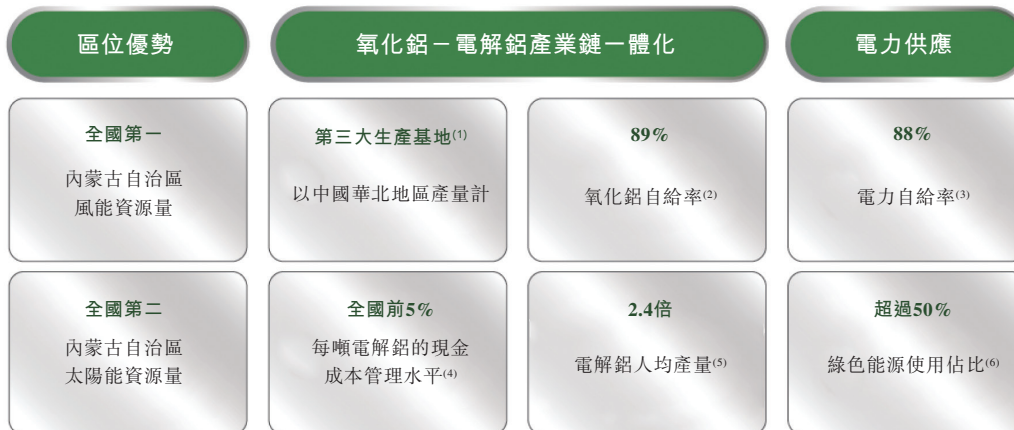 區位優勢
氧化鋁－電解鋁產業鏈一體化
電力供應
全國第一
內蒙古自治區
風能資源量
第三大生產基地(1)
以中國華北地區產量計
89%
氧化鋁自給率(2)
88%
電力自給率(3)
全國第二
內蒙古自治區
太陽能資源量
全國前5%
每噸電解鋁的現金
成本管理水平(4)
2.4倍
電解鋁人均產量(5)
超過50%
綠色能源使用佔比(6)